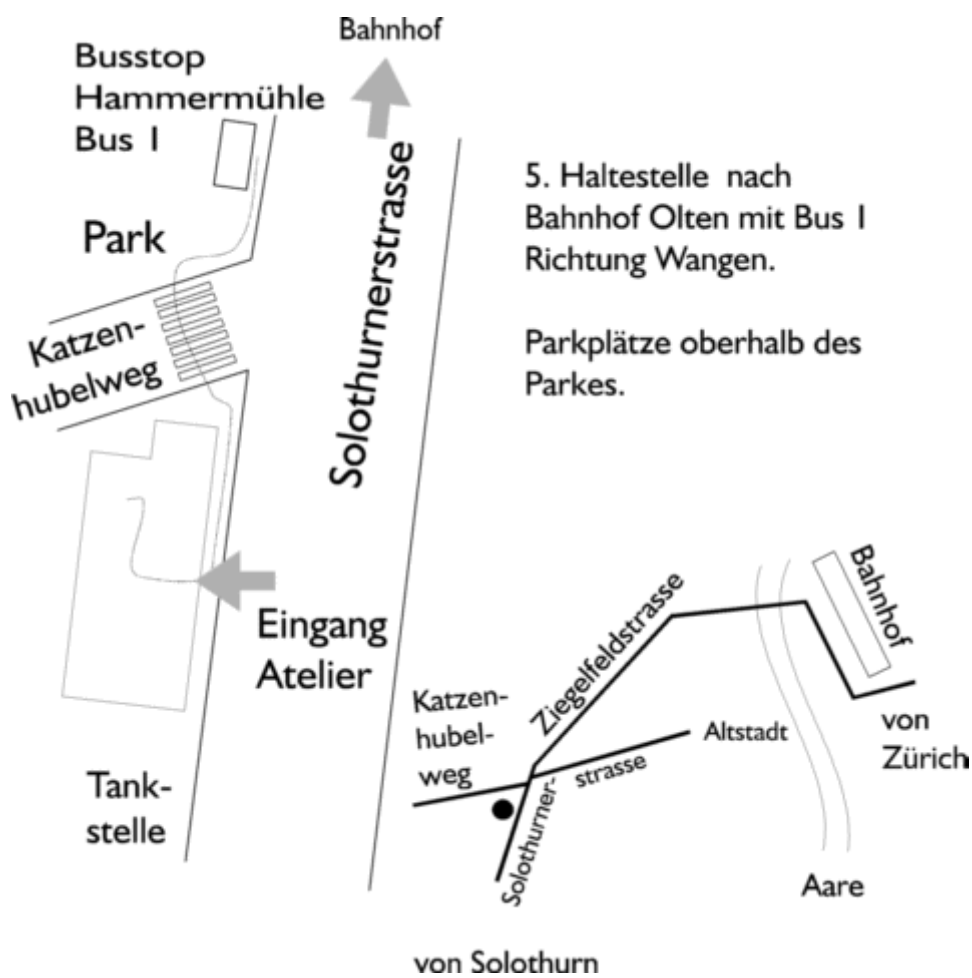 Bahnhof
Busstop
Hammermühle
Bus 1
Park
Katzen-
hubelweg
Solothurnerstrasse
5. Haltestelle nach
Bahnhof Olten mit Bus 1
Richtung Wangen.
Parkplätze oberhalb des
Parkes.
Eingang
Atelier
Tank-
stelle
Katzen-
hubel-
weg
Ziegelfeldstrasse
Solothurner-
strasse
Altstadt
Bahnhof
von
Zürich
Aare
von Solothurn